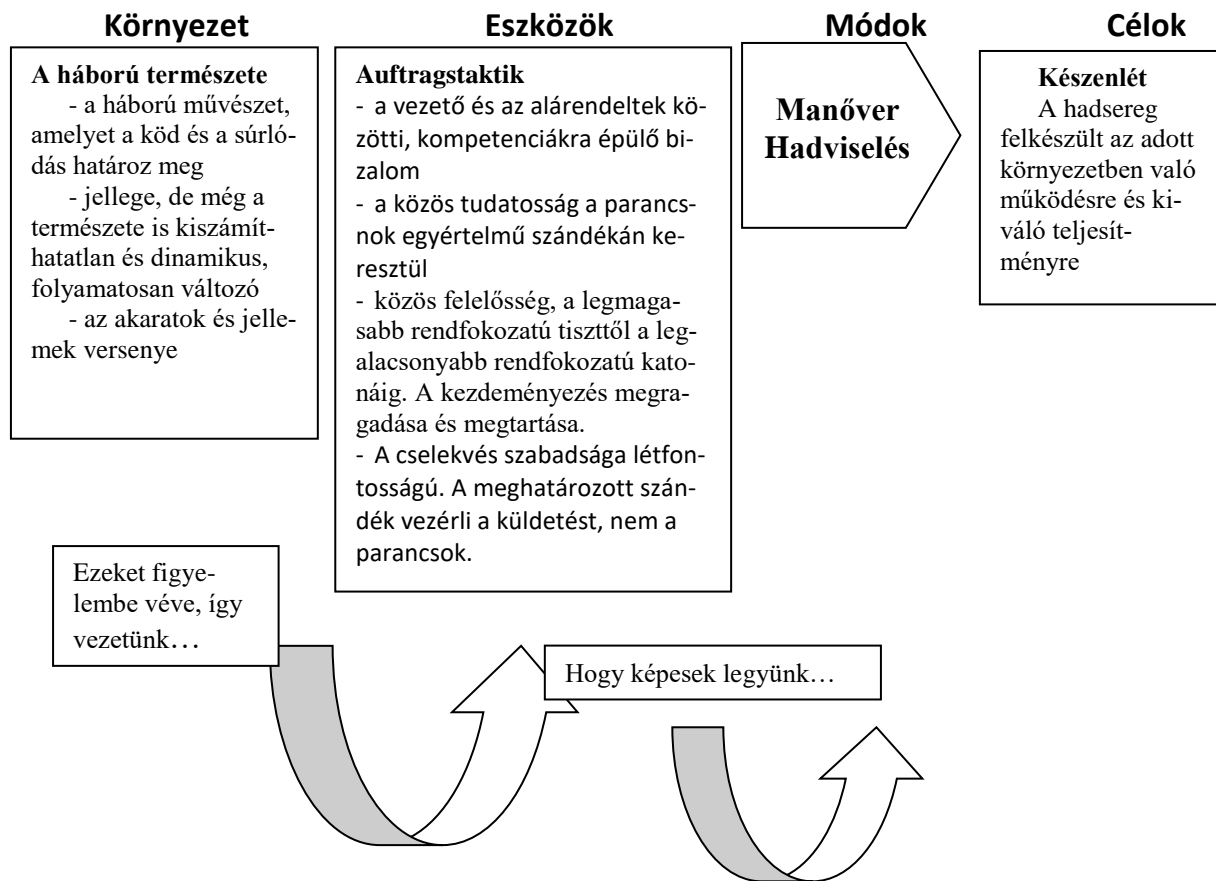 Környezet
Eszközök
Módok
Célok
A háború természete
- a háború művészet,
amelyet a köd és a súrló-
dás határoz meg
- jellege, de még a
természete is kiszámít-
hatatlan és dinamikus,
folyamatosan változó
- az akaratok és jelle-
mek versenye
Auftragstaktik
- a vezető és az alárendeltek kö-
zötti, kompetenciákra épülő bi-
zalom
- a közös tudatosság a parancs-
nok egyértelmű szándékán ke-
resztül
- közös felelősség, a legmaga-
sabb rendfokozatú tiszttől a leg-
alacsonyabb rendfokozatú kato-
náig. A kezdeményezés megra-
gadása és megtartása.
- A cselekvés szabadsága létfon-
tosságú. A meghatározott szán-
dék vezérli a küldetést, nem a
parancsok.
Manőver
Hadviselés
Készenlét
A hadsereg
felkészült az adott
környezetben való
működésre és ki-
váló teljesít-
ményre
Ezeket figye-
lembe véve, így
vezetünk…
Hogy képesek legyünk…